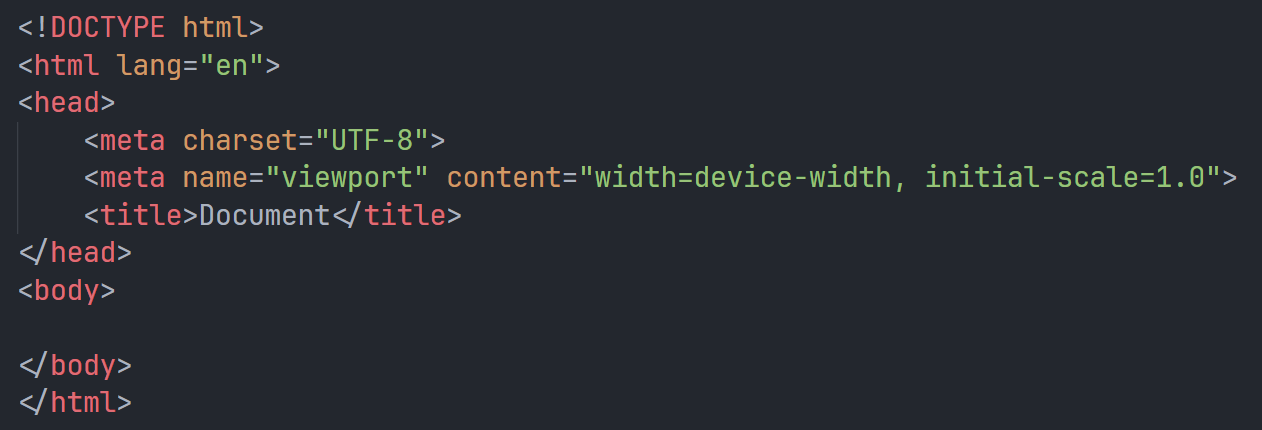 <!DOCTYPE html>
<html lang="en">
<head>
    <meta charset="UTF-8">
    <meta name="viewport" content="width=device-width, initial-scale=1.0">
    <title>Document</title>
</head>
<body>

</body>
</html>